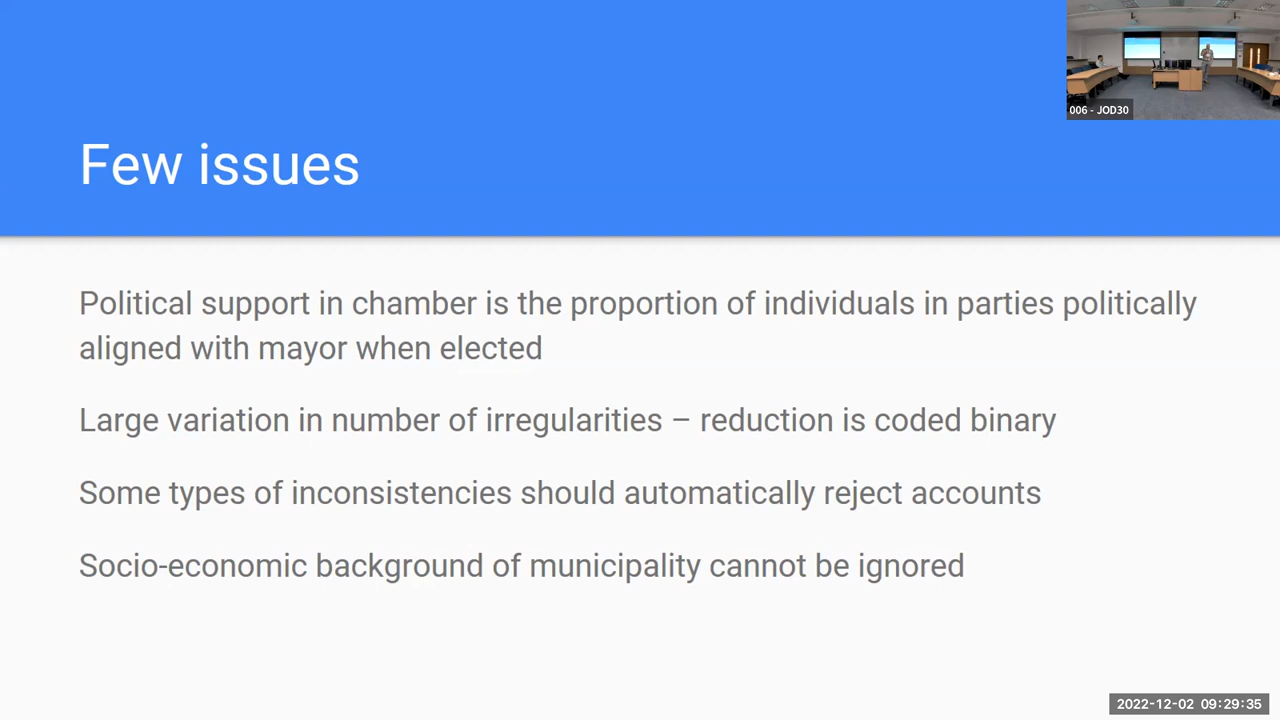 006 - JOD30
Few issues
Political support in chamber is the proportion of individuals in parties politically
aligned with mayor when elected
Large variation in number of irregularities – reduction is coded binary
Some types of inconsistencies should automatically reject accounts
Socio-economic background of municipality cannot be ignored
2022-12-02 09:29:35